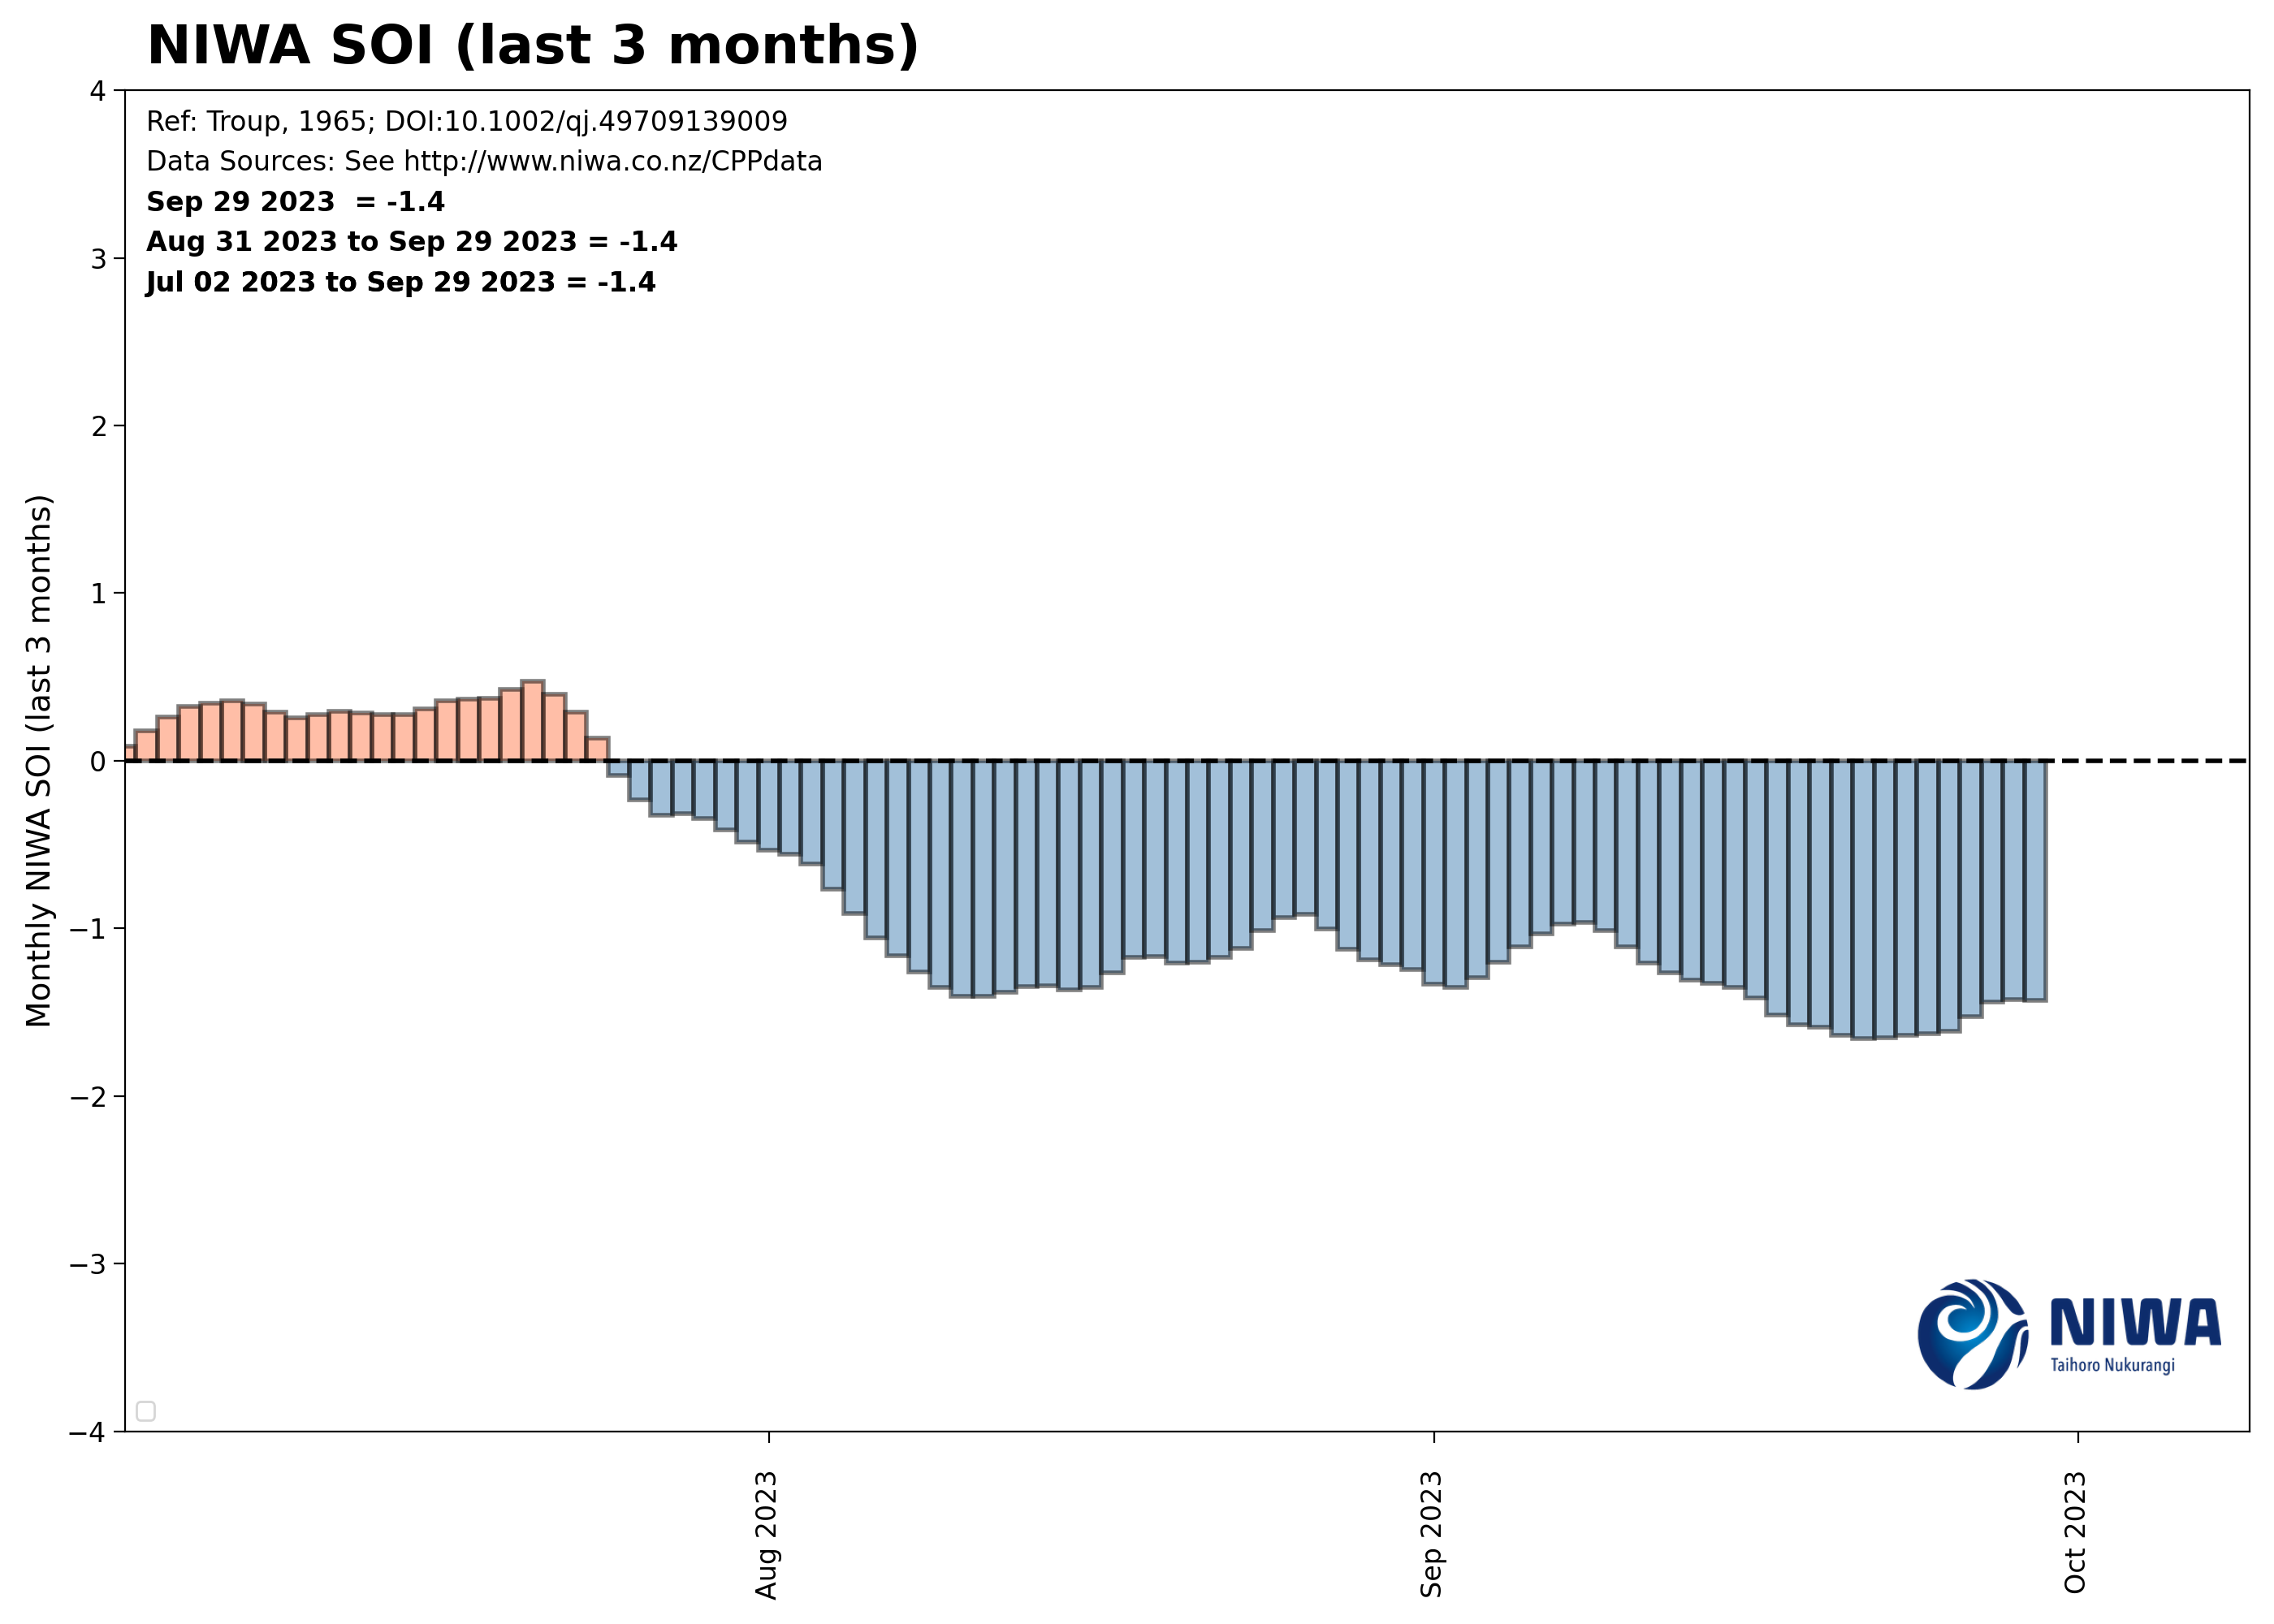 NIWA SOI (last 3 months)
Ref: Troup, 1965; DOI:10.1002/qj.49709139009
Data Sources: See http://www.niwa.co.nz/CPPdata
Sep 29 2023  = -1.4
Aug 31 2023 to Sep 29 2023 = -1.4
Jul 02 2023 to Sep 29 2023 = -1.4
Monthly NIWA SOI (last 3 months)
4
3
2
1
0
−1
−2
−3
−4
NIWA
Taihoro Nukurangi
Aug 2023
Sep 2023
Oct 2023